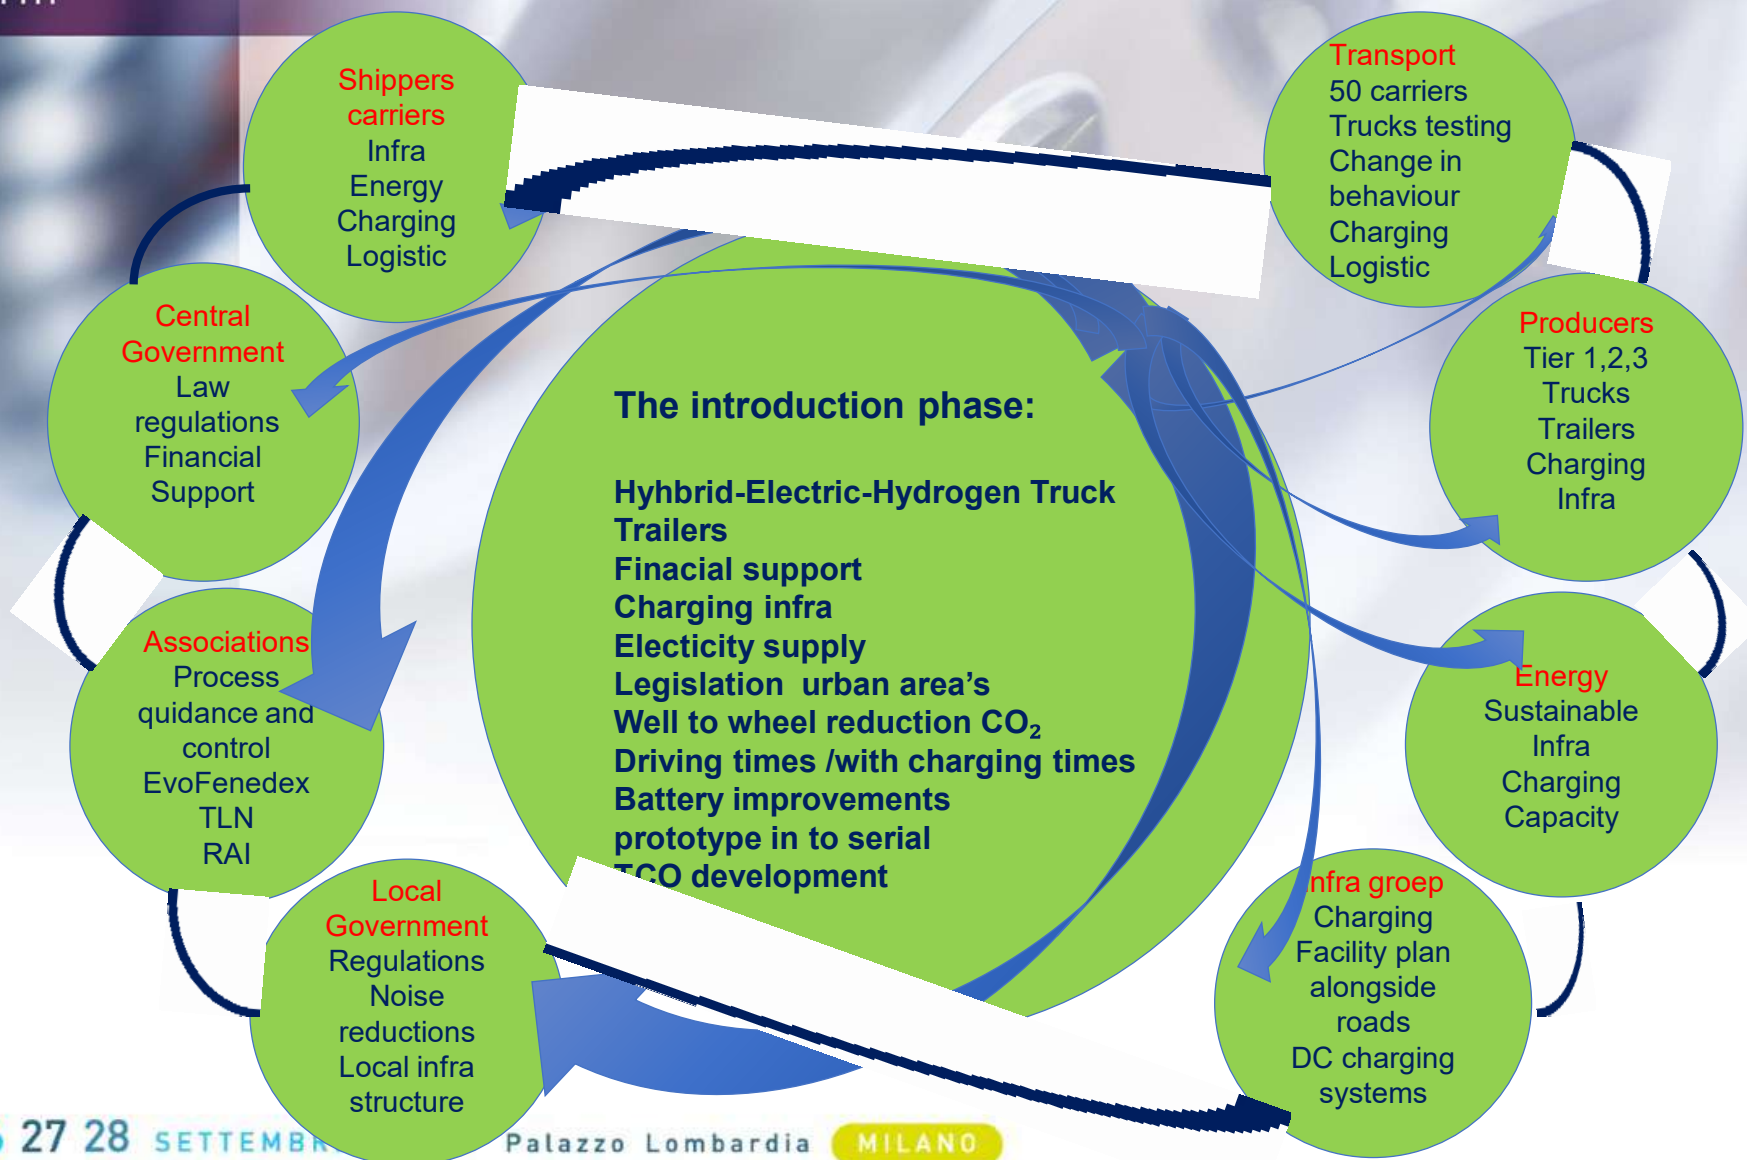 Shippers
carriers
Infra
Energy
Charging
Logistic
Transport
50 carriers
Trucks testing
Change in
behaviour
Charging
Logistic
Central
Government
Law
regulations
Financial
Support
Producers
Tier 1,2,3
Trucks
Trailers
Charging
Infra
The introduction phase:
Hyhbrid-Electric-Hydrogen Truck
Trailers
Finacial support
Charging infra
Electicity supply
Legislation urban area's
Well to wheel reduction CO₂
Driving times /with charging times
Battery improvements
prototype in to serial
TCO development
Associations
Process
quidance and
control
EvoFenedex
TLN
RAI
Energy
Sustainable
Infra
Charging
Capacity
Local
Government
Regulations
Noise
reductions
Local infra
structure
Infra groep
Charging
Facility plan
alongside
roads
DC charging
systems
27 28 SETTEMBR Palazzo Lombardia MILANO